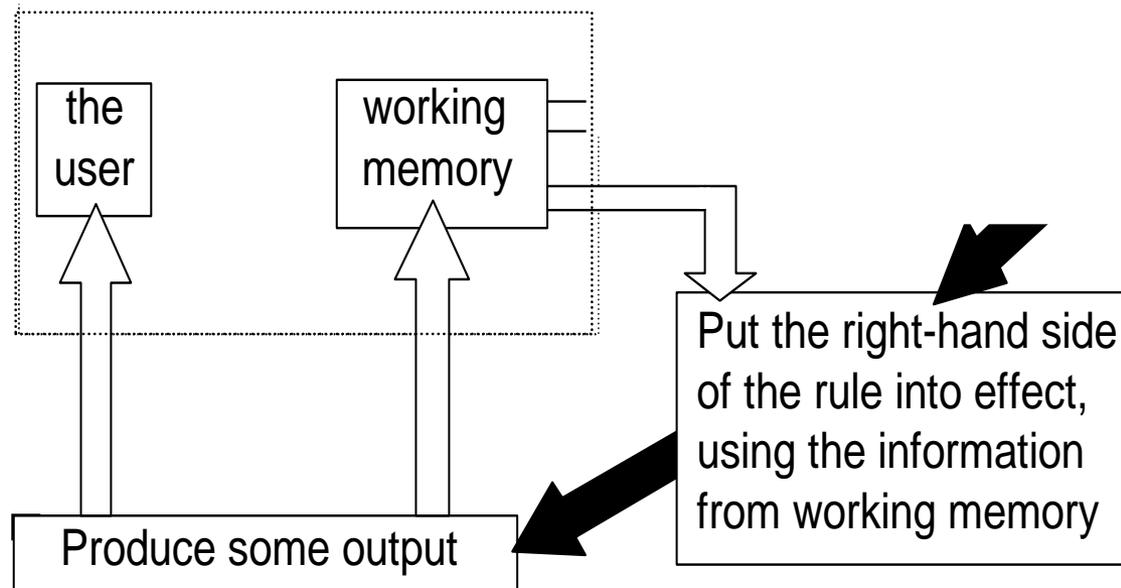 the
user
working
memory
Put the right-hand side
of the rule into effect,
using the information
from working memory
Produce some output